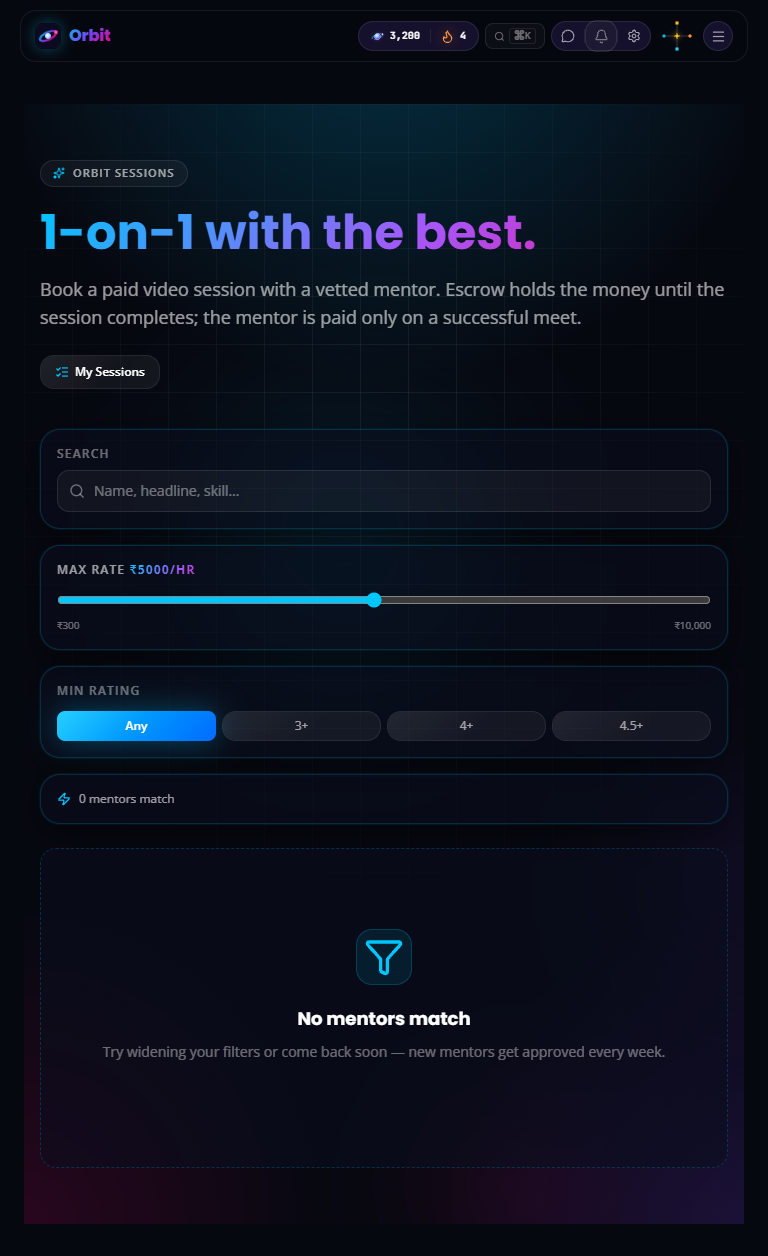 Orbit
3,200
4
⌘K
ORBIT SESSIONS
1-on-1 with the best.
Book a paid video session with a vetted mentor. Escrow holds the money until the
session completes; the mentor is paid only on a successful meet.
My Sessions
SEARCH
Name, headline, skill...
MAX RATE ₹5000/HR
₹300
₹10,000
MIN RATING
Any
3+
4+
4.5+
0 mentors match
No mentors match
Try widening your filters or come back soon — new mentors get approved every week.